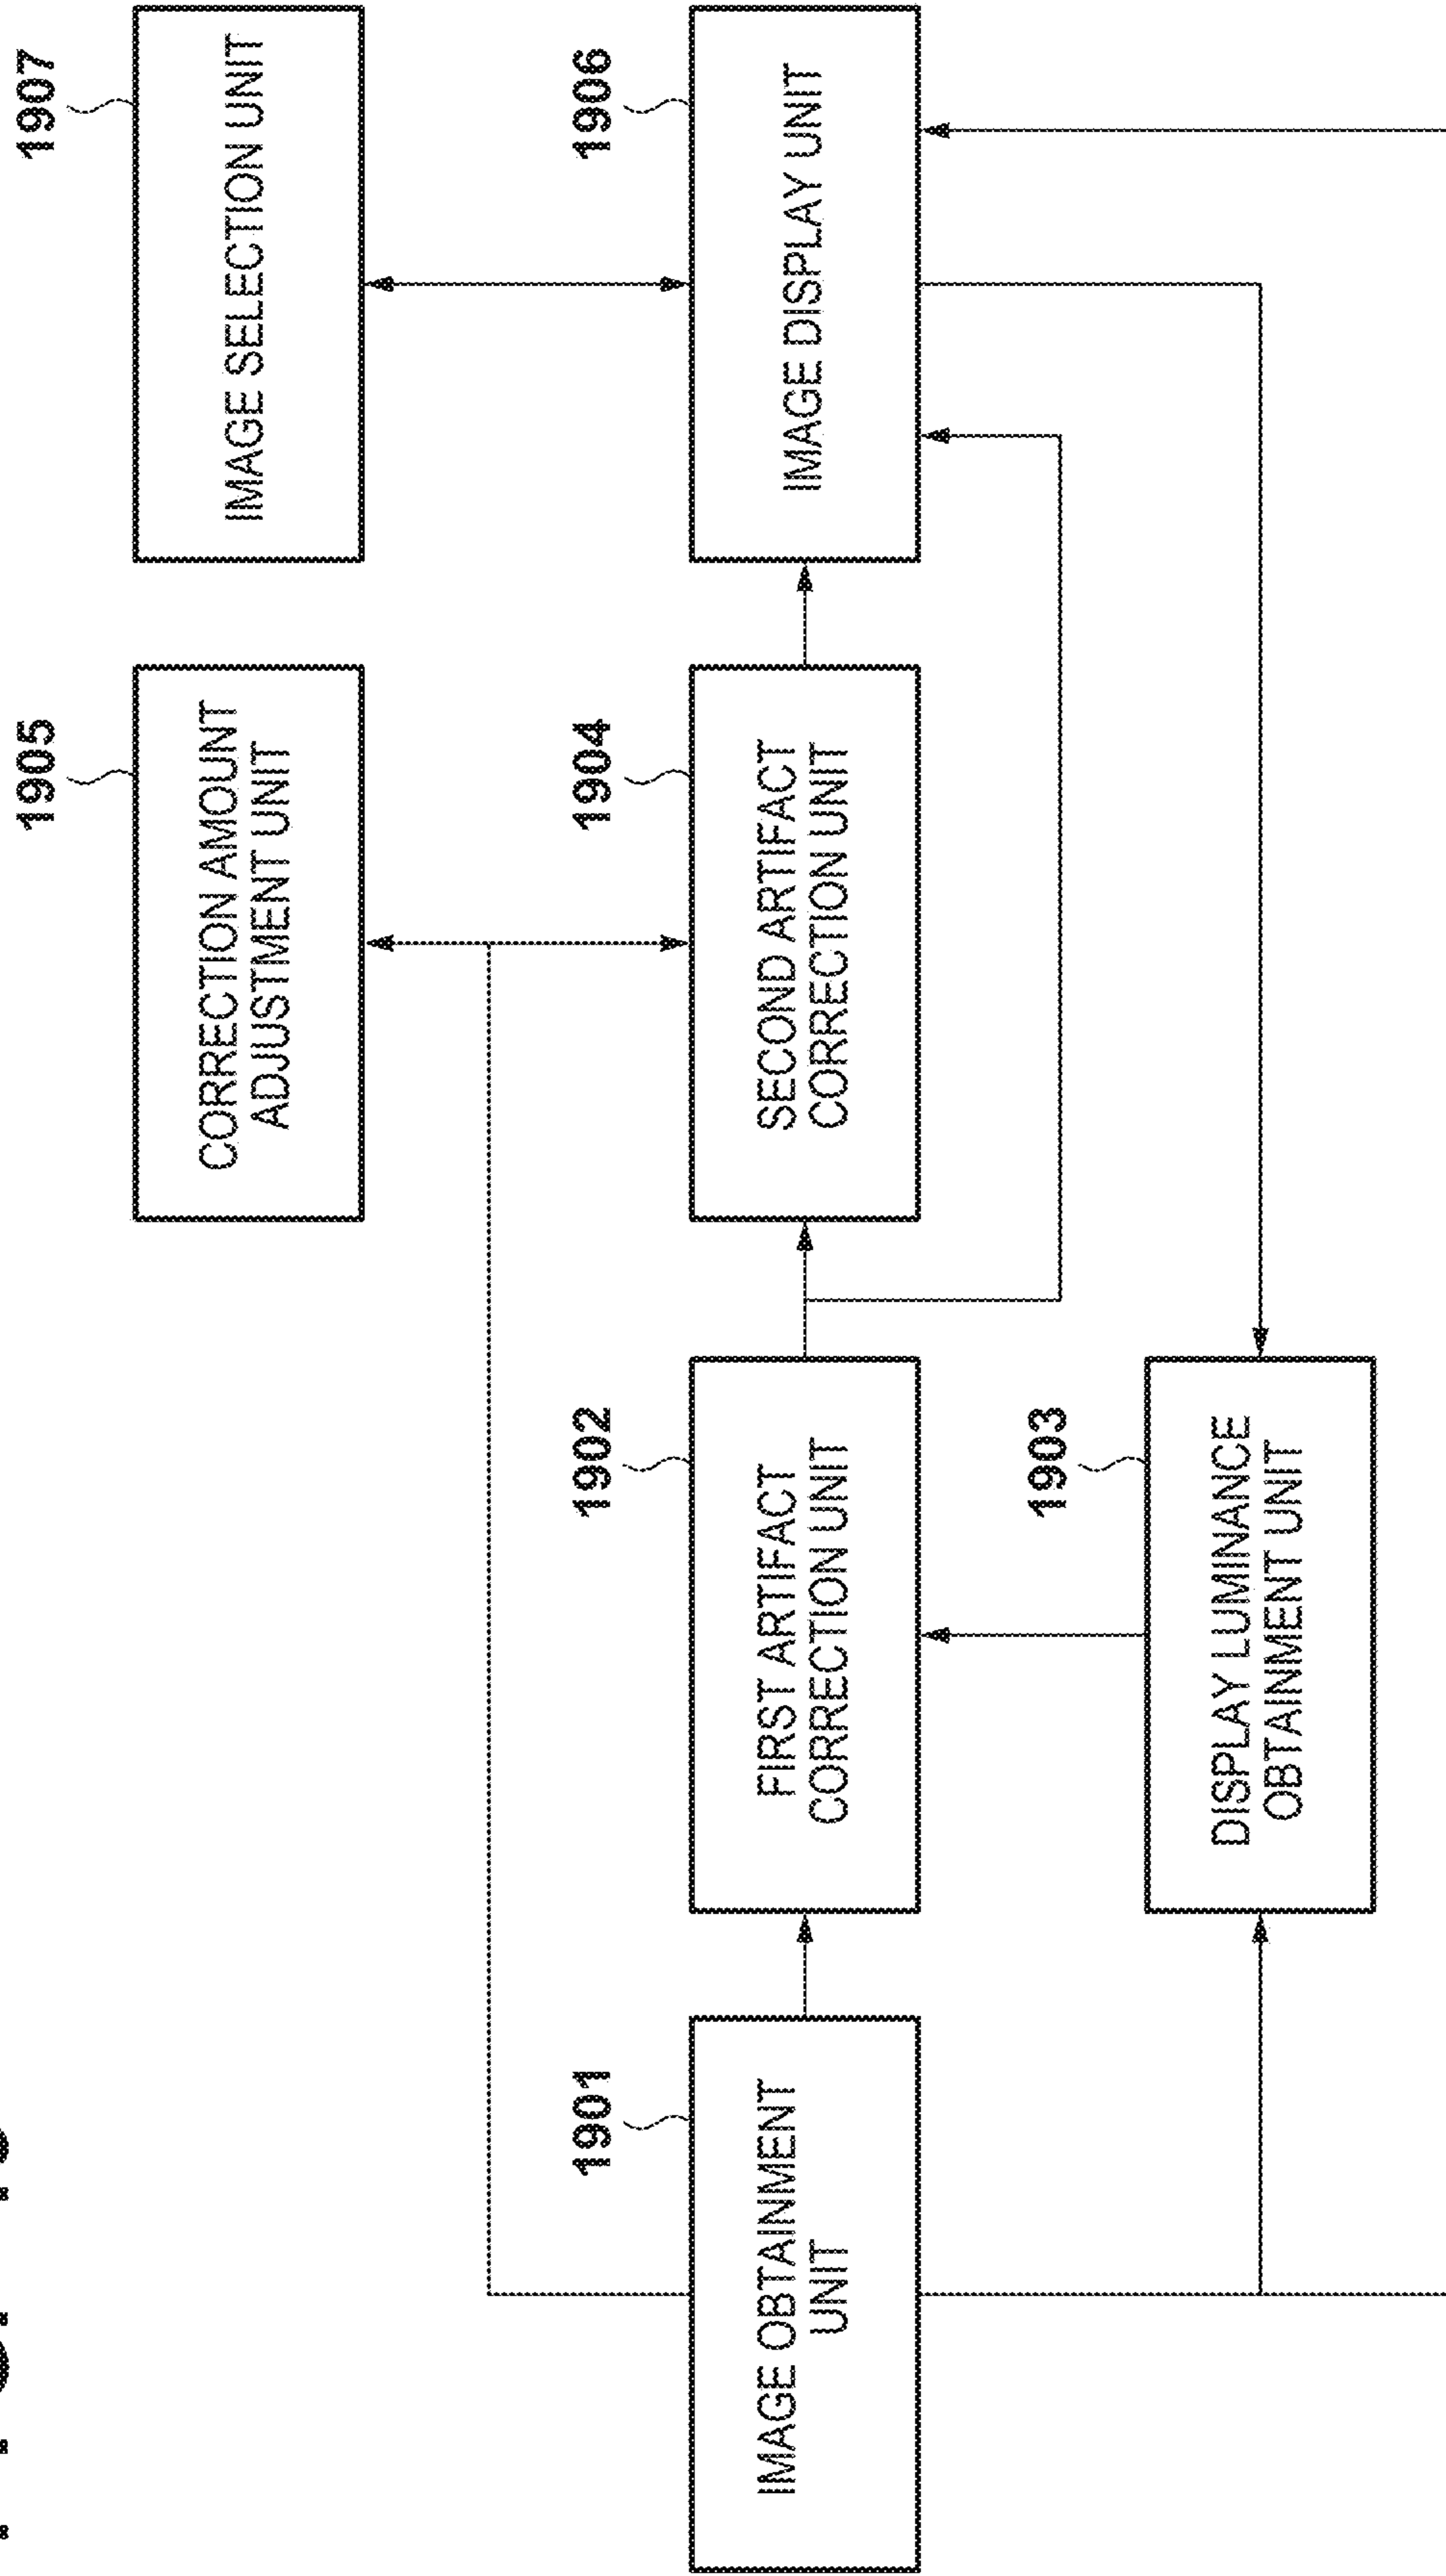 1907
IMAGE SELECTION UNIT
1905
CORRECTION AMOUNT
ADJUSTMENT UNIT
1906
IMAGE DISPLAY UNIT
1904
SECOND ARTIFACT
CORRECTION UNIT
1902
FIRST ARTIFACT
CORRECTION UNIT
1901
IMAGE OBTAINMENT
UNIT
1903
DISPLAY LUMINANCE
OBTAINMENT UNIT